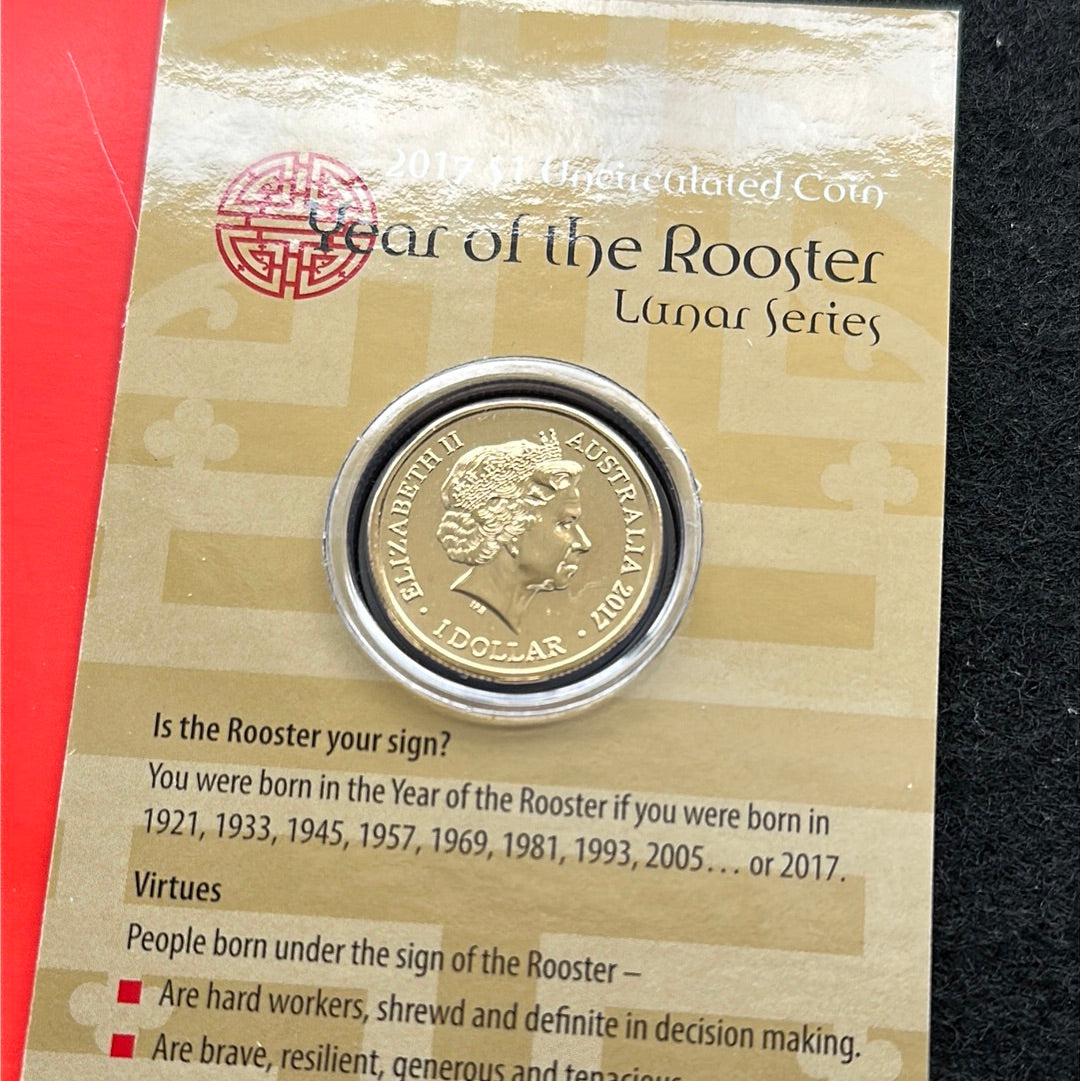 2017 $1 Uncirculated Coin
Year of the Rooster
Lunar Series
ELIZABETH II
AUSTRALIA 2017
1 DOLLAR
IRB
Is the Rooster your sign?
You were born in the Year of the Rooster if you were born in
1921, 1933, 1945, 1957, 1969, 1981, 1993, 2005... or 2017.
Virtues
People born under the sign of the Rooster –
■ Are hard workers, shrewd and definite in decision making.
■ Are brave, resilient, generous and tenacious